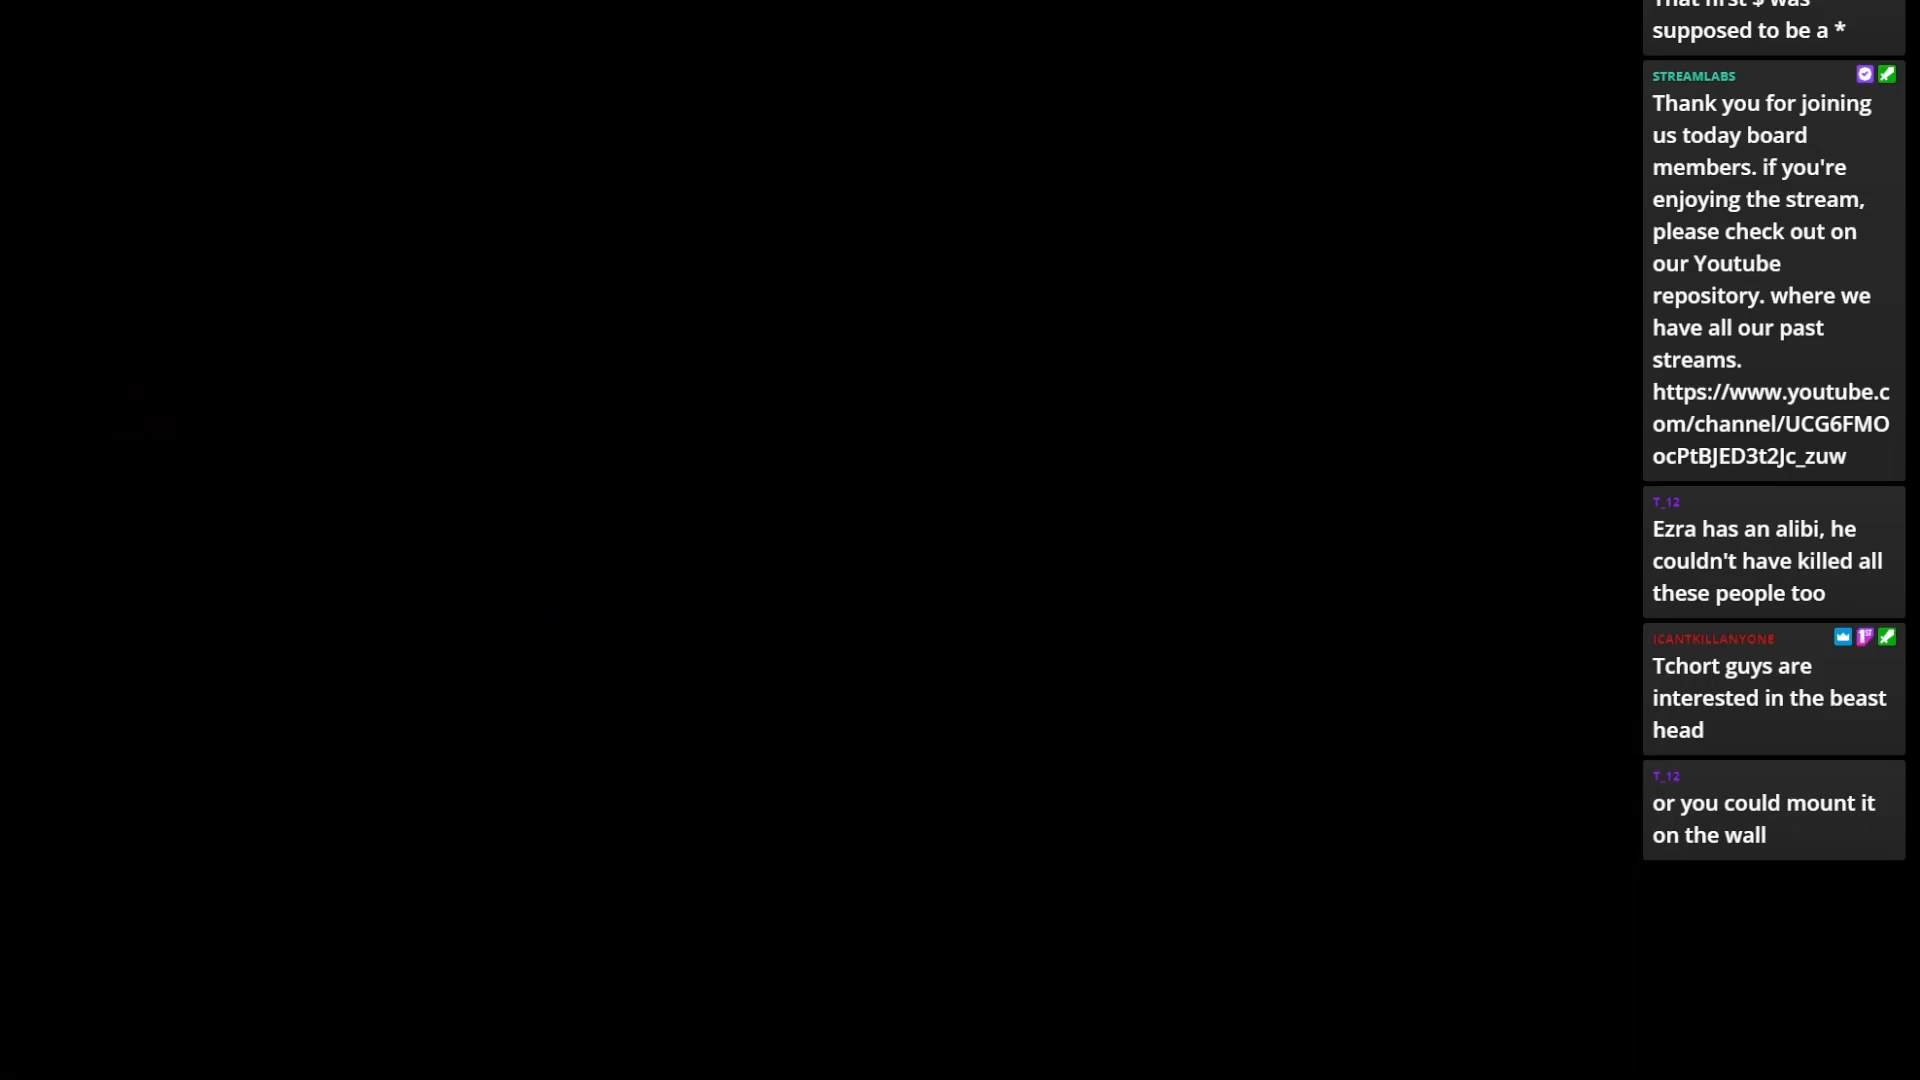 That first $ was
supposed to be a *
STREAMLABS
Thank you for joining
us today board
members. if you're
enjoying the stream,
please check out on
our Youtube
repository. where we
have all our past
streams.
https://www.youtube.c
om/channel/UCG6FMO
ocPtBJED3t2Jc_zuw
T_12
Ezra has an alibi, he
couldn't have killed all
these people too
ICANTKILLANYONE
Tchort guys are
interested in the beast
head
T_12
or you could mount it
on the wall